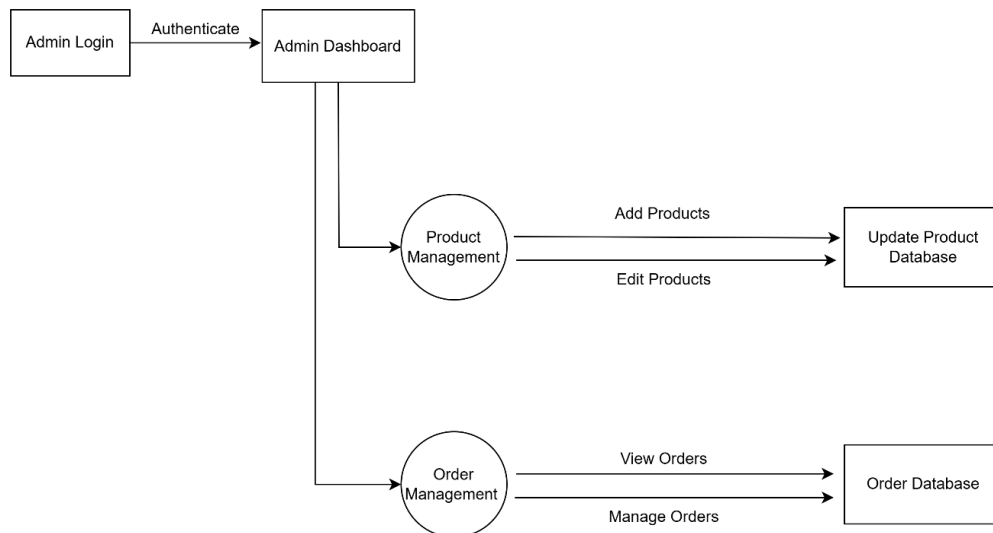 Authenticate
Admin Login
Admin Dashboard
Add Products
Product
Management
Update Product
Database
Edit Products
View Orders
Order
Management
Order Database
Manage Orders